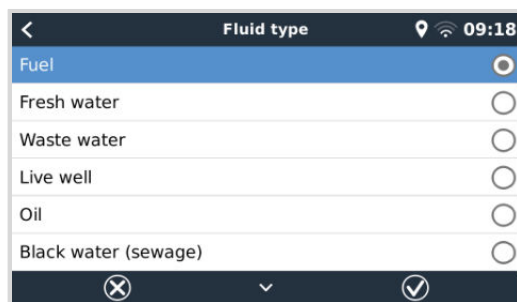 Fluid type 09:18
Fuel
Fresh water
Waste water
Live well
Oil
Black water (sewage)